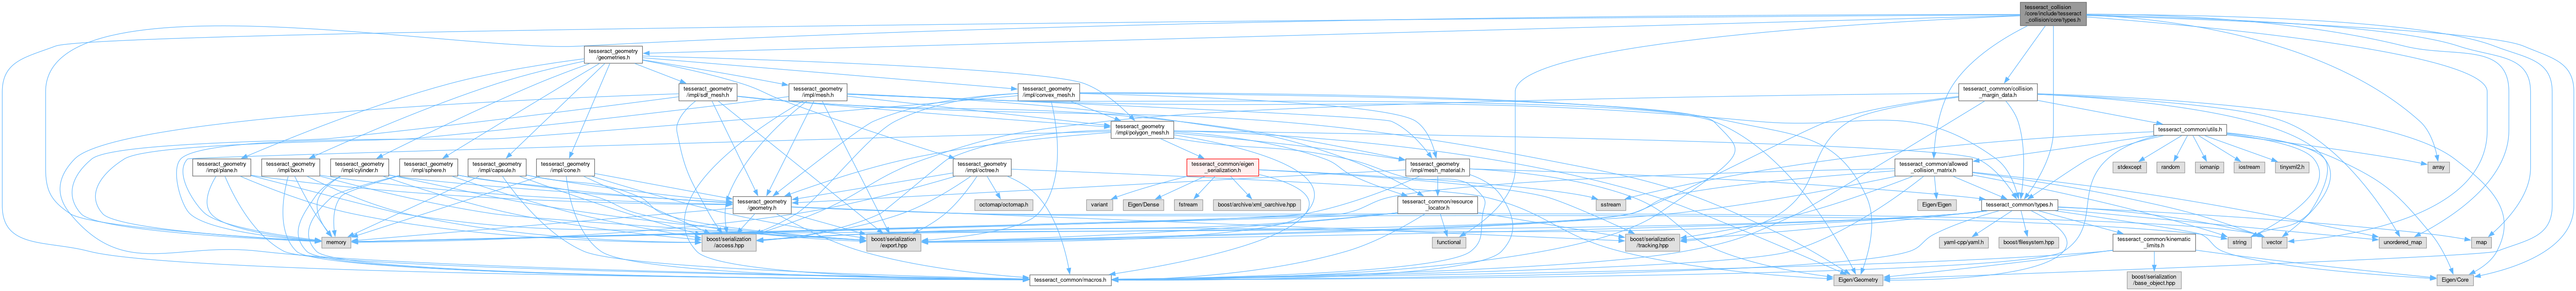 tesseract_collision
/core/include/tesseract
_collision/core/types.h
tesseract_geometry
/geometries.h
tesseract_geometry
/impl/sdf_mesh.h
tesseract_geometry
/impl/mesh.h
tesseract_geometry
/impl/convex_mesh.h
tesseract_common/collision
_margin_data.h
tesseract_geometry
/impl/polygon_mesh.h
tesseract_common/utils.h
tesseract_geometry
/impl/plane.h
tesseract_geometry
/impl/box.h
tesseract_geometry
/impl/cylinder.h
tesseract_geometry
/impl/sphere.h
tesseract_geometry
/impl/capsule.h
tesseract_geometry
/impl/cone.h
tesseract_geometry
/impl/octree.h
tesseract_common/eigen
_serialization.h
tesseract_geometry
/impl/mesh_material.h
tesseract_common/allowed
_collision_matrix.h
stdexcept
random
iomanip
iostream
tinyxml2.h
array
tesseract_geometry
/geometry.h
octomap/octomap.h
variant
Eigen/Dense
fstream
boost/archive/xml_oarchive.hpp
tesseract_common/resource
_locator.h
sstream
Eigen/Eigen
tesseract_common/types.h
memory
boost/serialization
/access.hpp
boost/serialization
/export.hpp
functional
boost/serialization
/tracking.hpp
yaml-cpp/yaml.h
boost/filesystem.hpp
tesseract_common/kinematic
_limits.h
string
vector
unordered_map
map
tesseract_common/macros.h
Eigen/Geometry
boost/serialization
/base_object.hpp
Eigen/Core